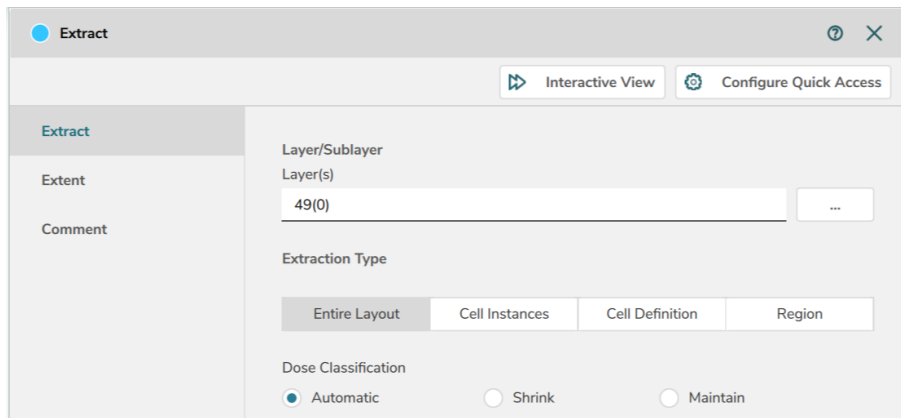 Extract
Interactive View
Configure Quick Access
Extract
Extent
Comment
Layer/Sublayer
Layer(s)
49(0)
...
Extraction Type
Entire Layout
Cell Instances
Cell Definition
Region
Dose Classification
Automatic
Shrink
Maintain